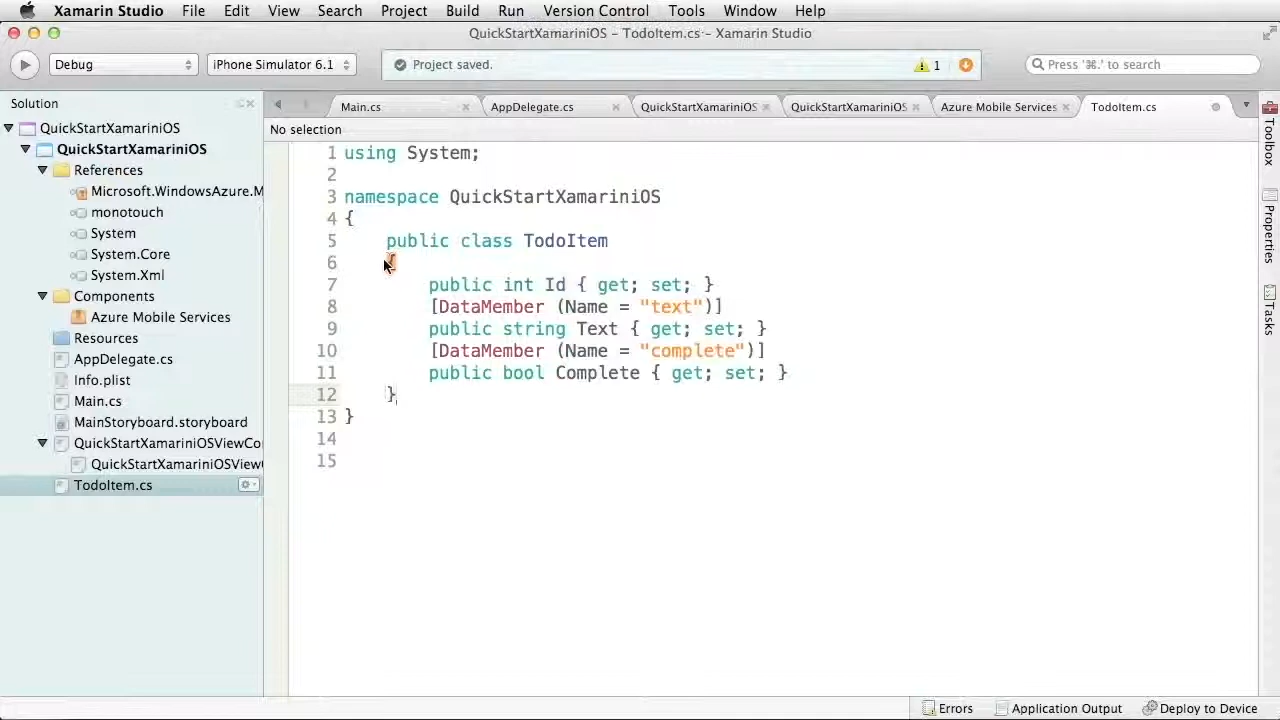 Xamarin Studio File Edit View Search Project Build Run Version Control Tools Window Help
QuickStartXamariniOS – TodoItem.cs – Xamarin Studio
Debug iPhone Simulator 6.1 Project saved. 1 Press '⌘.' to search
Solution
Main.cs AppDelegate.cs QuickStartXamariniOS QuickStartXamariniOS Azure Mobile Services TodoItem.cs
No selection
QuickStartXamariniOS
QuickStartXamariniOS
References
Microsoft.WindowsAzure.M
monotouch
System
System.Core
System.Xml
Components
Azure Mobile Services
Resources
AppDelegate.cs
Info.plist
Main.cs
MainStoryboard.storyboard
QuickStartXamariniOSViewCo
QuickStartXamariniOSView
TodoItem.cs
1 using System;
2
3 namespace QuickStartXamariniOS
4 {
5 public class TodoItem
6 {
7 public int Id { get; set; }
8 [DataMember (Name = "text")]
9 public string Text { get; set; }
10 [DataMember (Name = "complete")]
11 public bool Complete { get; set; }
12 }
13 }
14
15
Toolbox
Properties
Tasks
Errors Application Output Deploy to Device